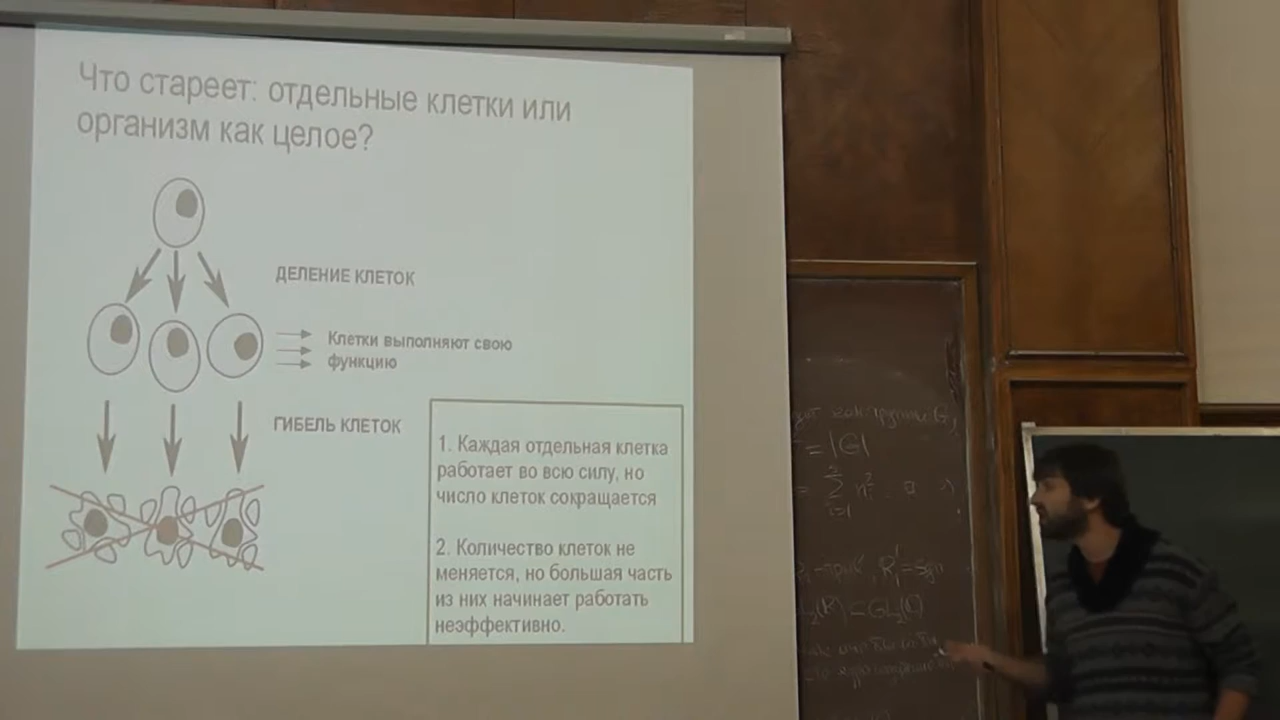 Что стареет: отдельные клетки или
организм как целое?
ДЕЛЕНИЕ КЛЕТОК
Клетки выполняют свою
функцию
ГИБЕЛЬ КЛЕТОК
1. Каждая отдельная клетка
работает во всю силу, но
число клеток сокращается
2. Количество клеток не
меняется, но большая часть
из них начинает работать
неэффективно.
= |G|